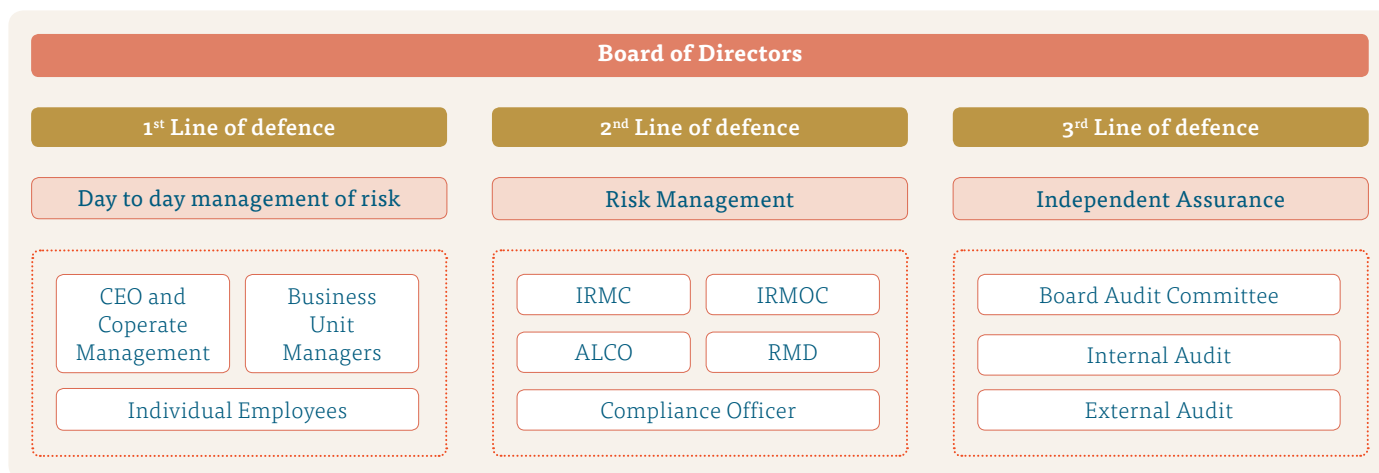 Board of Directors
1st Line of defence
2nd Line of defence
3rd Line of defence
Day to day management of risk
Risk Management
Independent Assurance
CEO and
Coperate
Management
Business
Unit
Managers
Individual Employees
IRMC
IRMOC
ALCO
RMD
Compliance Officer
Board Audit Committee
Internal Audit
External Audit